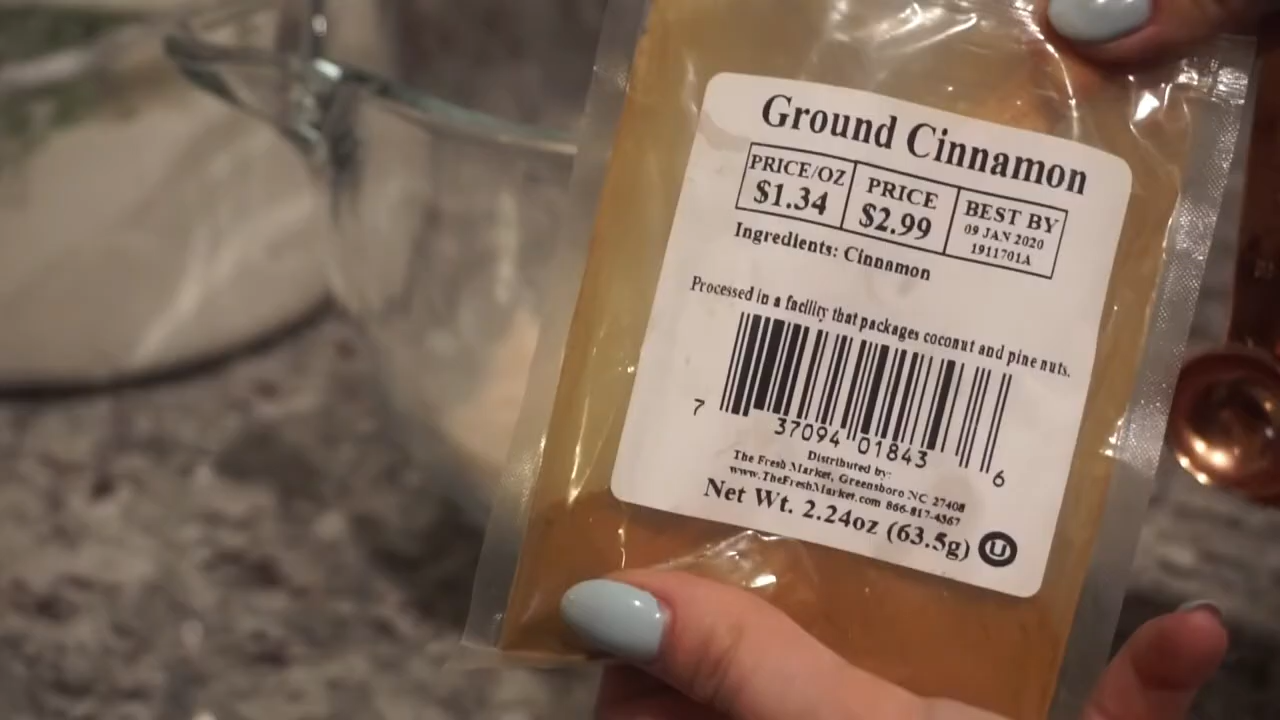 Ground Cinnamon
PRICE/OZ
$1.34
PRICE
$2.99
BEST BY
09 JAN 2020
1911701A
Ingredients: Cinnamon
Processed in a facility that packages coconut and pine nuts.
7 37094 01843 6
Distributed by:
The Fresh Market, Greensboro NC 27408
www.TheFreshMarket.com 866-817-4367
Net Wt. 2.24oz (63.5g) U